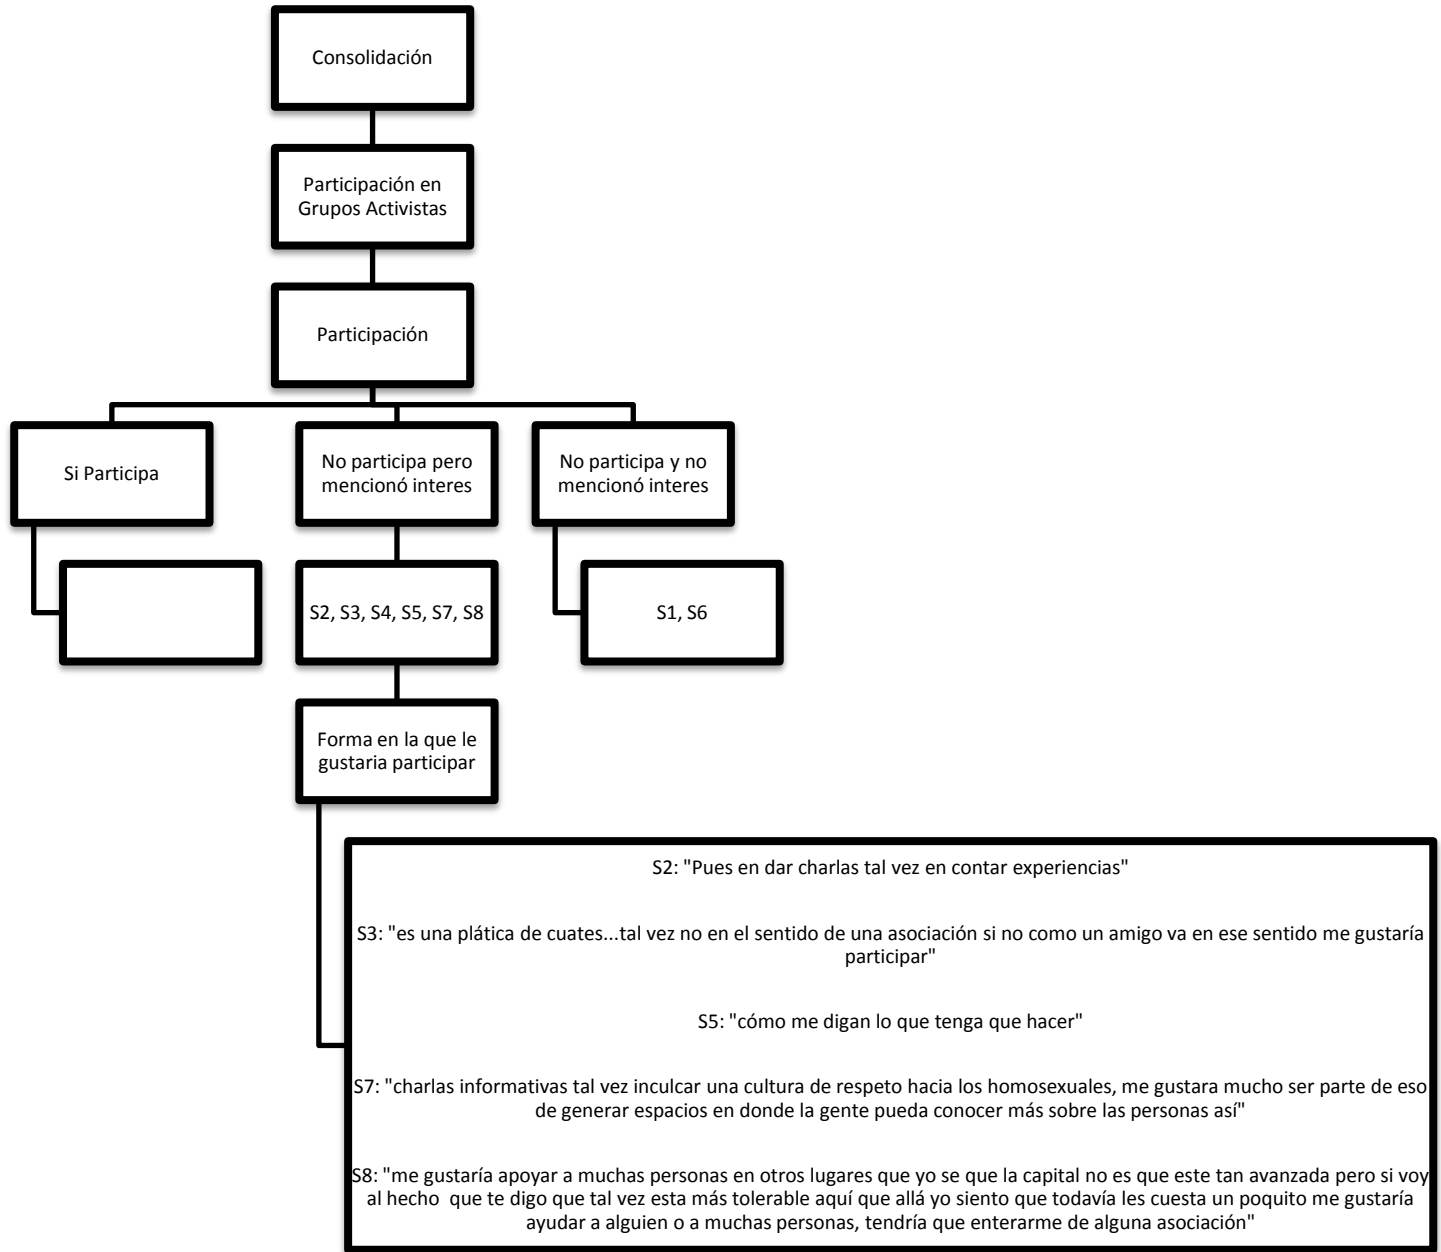 Consolidación
Participación en
Grupos Activistas
Participación
Si Participa
No participa pero
mencionó interes
No participa y no
mencionó interes
S2, S3, S4, S5, S7, S8
S1, S6
Forma en la que le
gustaria participar
S2: "Pues en dar charlas tal vez en contar experiencias"
S3: "es una plática de cuates...tal vez no en el sentido de una asociación si no como un amigo va en ese sentido me gustaría
participar"
S5: "cómo me digan lo que tenga que hacer"
S7: "charlas informativas tal vez inculcar una cultura de respeto hacia los homosexuales, me gustara mucho ser parte de eso
de generar espacios en donde la gente pueda conocer más sobre las personas así"
S8: "me gustaría apoyar a muchas personas en otros lugares que yo se que la capital no es que este tan avanzada pero si voy
al hecho que te digo que tal vez esta más tolerable aquí que allá yo siento que todavía les cuesta un poquito me gustaría
ayudar a alguien o a muchas personas, tendría que enterarme de alguna asociación"